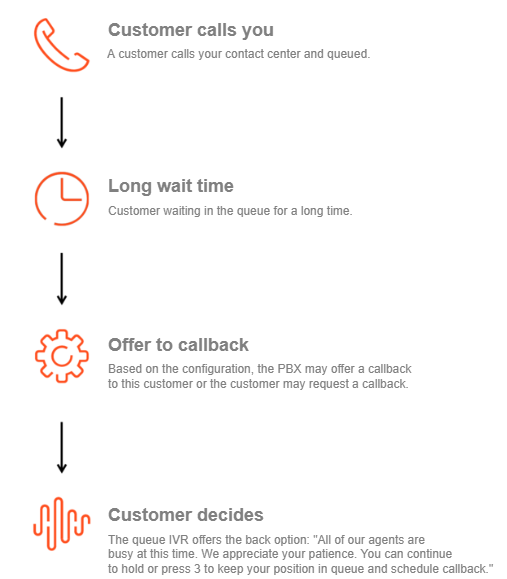 Customer calls you
A customer calls your contact center and queued.
Long wait time
Customer waiting in the queue for a long time.
Offer to callback
Based on the configuration, the PBX may offer a callback
to this customer or the customer may request a callback.
Customer decides
The queue IVR offers the back option: "All of our agents are
busy at this time. We appreciate your patience. You can continue
to hold or press 3 to keep your position in queue and schedule callback."